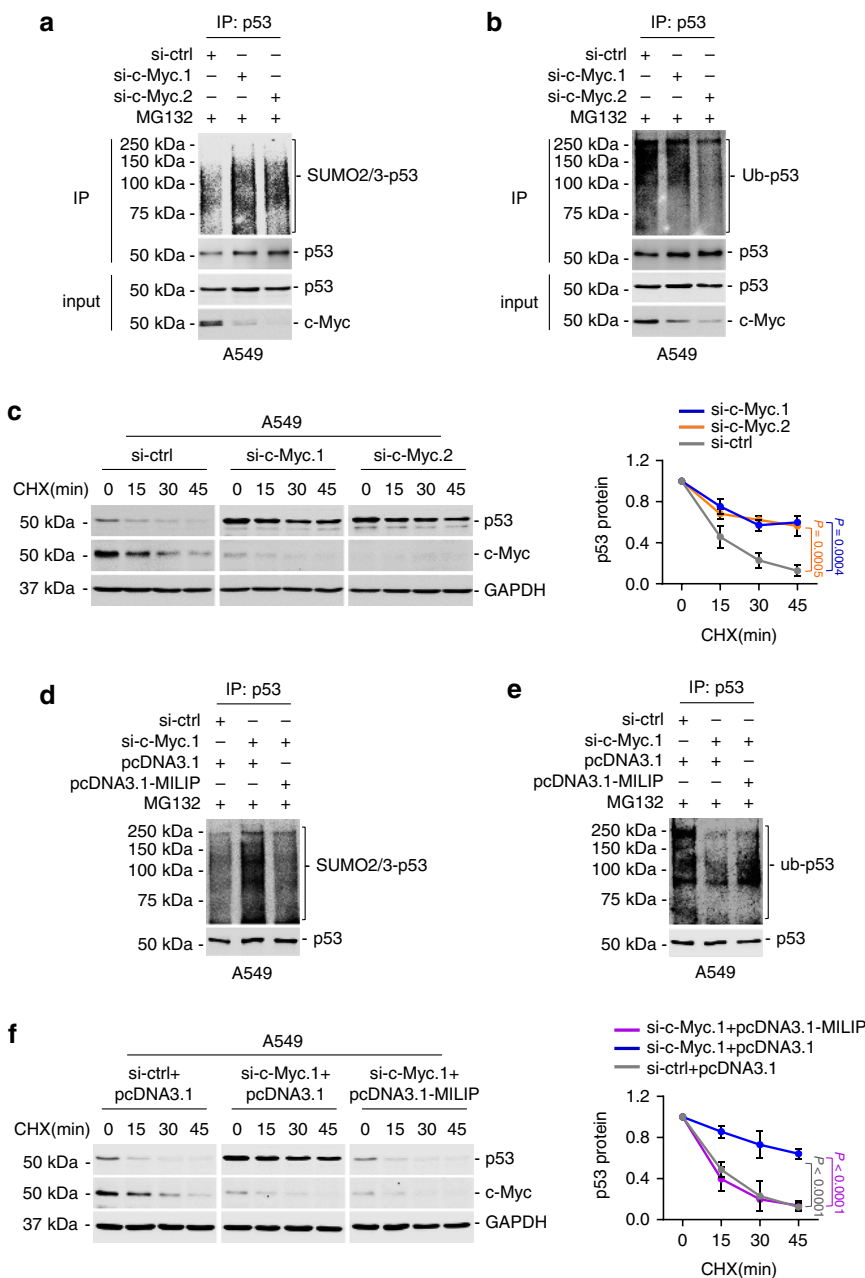 a
IP: p53
si-ctrl + – –
si-c-Myc.1 – + –
si-c-Myc.2 – – +
MG132 + + +
IP
250 kDa -
150 kDa -
100 kDa -
75 kDa -
SUMO2/3-p53
50 kDa - - p53
input
50 kDa - - p53
50 kDa - - c-Myc
A549
b
IP: p53
si-ctrl + – –
si-c-Myc.1 – + –
si-c-Myc.2 – – +
MG132 + + +
IP
250 kDa -
150 kDa -
100 kDa -
75 kDa -
Ub-p53
50 kDa - - p53
input
50 kDa - - p53
50 kDa - - c-Myc
A549
c
A549
si-ctrl si-c-Myc.1 si-c-Myc.2
CHX(min) 0 15 30 45 0 15 30 45 0 15 30 45
50 kDa - - p53
50 kDa - - c-Myc
37 kDa - - GAPDH
si-c-Myc.1
si-c-Myc.2
si-ctrl
p53 protein
1.2
0.8
0.4
0.0
0 15 30 45
CHX(min)
P = 0.0005
P = 0.0004
d
IP: p53
si-ctrl + – –
si-c-Myc.1 – + +
pcDNA3.1 + + –
pcDNA3.1-MILIP – – +
MG132 + + +
250 kDa -
150 kDa -
100 kDa -
75 kDa -
SUMO2/3-p53
50 kDa - - p53
A549
e
IP: p53
si-ctrl + – –
si-c-Myc.1 – + +
pcDNA3.1 + + –
pcDNA3.1-MILIP – – +
MG132 + + +
250 kDa -
150 kDa -
100 kDa -
75 kDa -
ub-p53
50 kDa - - p53
A549
f
A549
si-ctrl+ si-c-Myc.1+ si-c-Myc.1+
pcDNA3.1 pcDNA3.1 pcDNA3.1-MILIP
CHX(min) 0 15 30 45 0 15 30 45 0 15 30 45
50 kDa - - p53
50 kDa - - c-Myc
37 kDa - - GAPDH
si-c-Myc.1+pcDNA3.1-MILIP
si-c-Myc.1+pcDNA3.1
si-ctrl+pcDNA3.1
p53 protein
1.2
0.8
0.4
0.0
0 15 30 45
CHX(min)
P < 0.0001
P < 0.0001